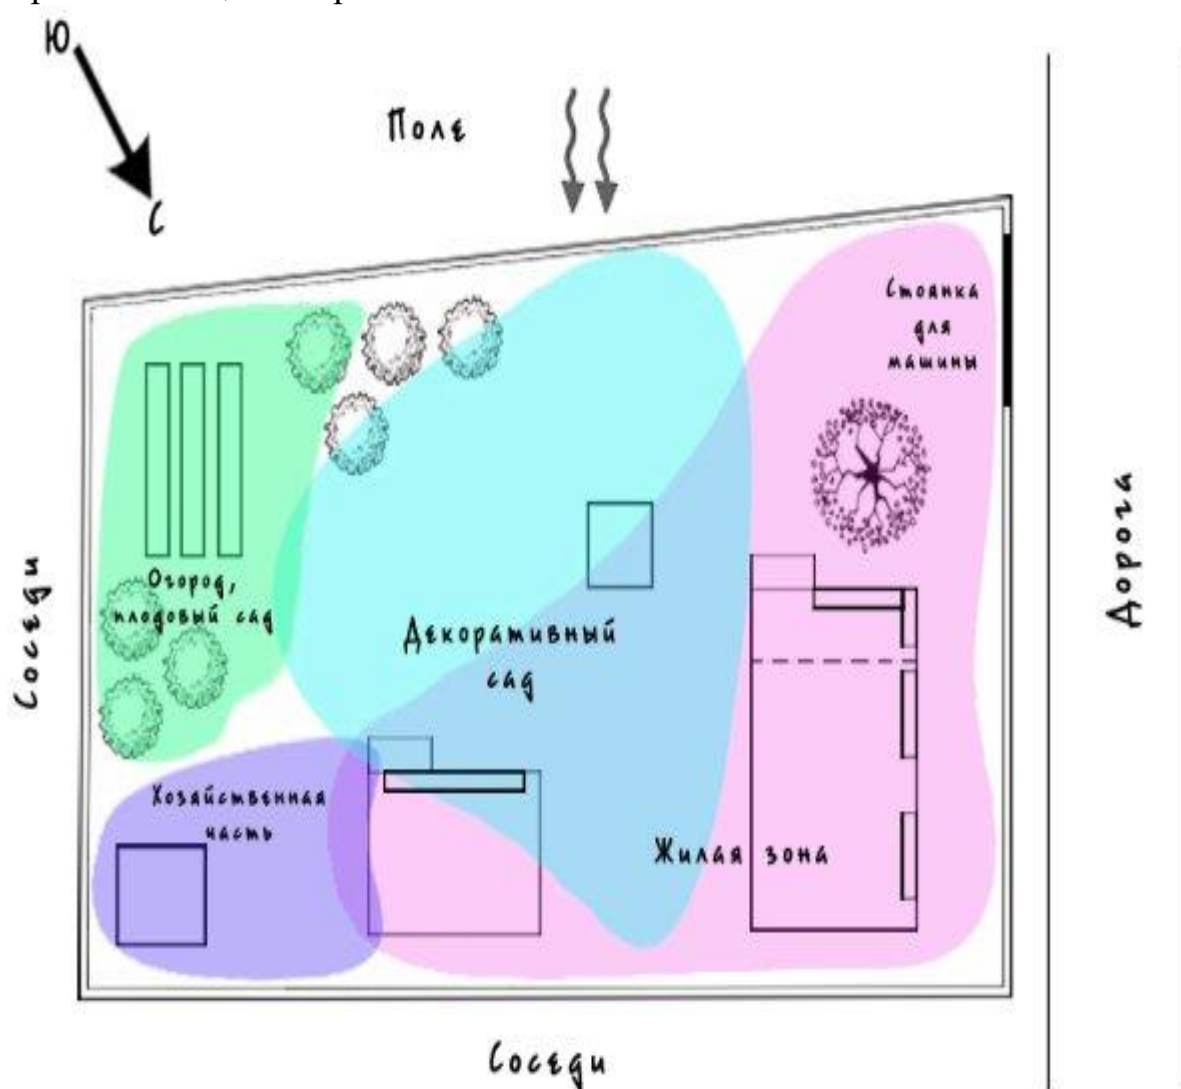 Ю
С
Поле
Стоянка
для
машины
Огород,
плодовый сад
Декоративный
сад
Хозяйственная
часть
Жилая зона
Соседи
Дорога
Соседи